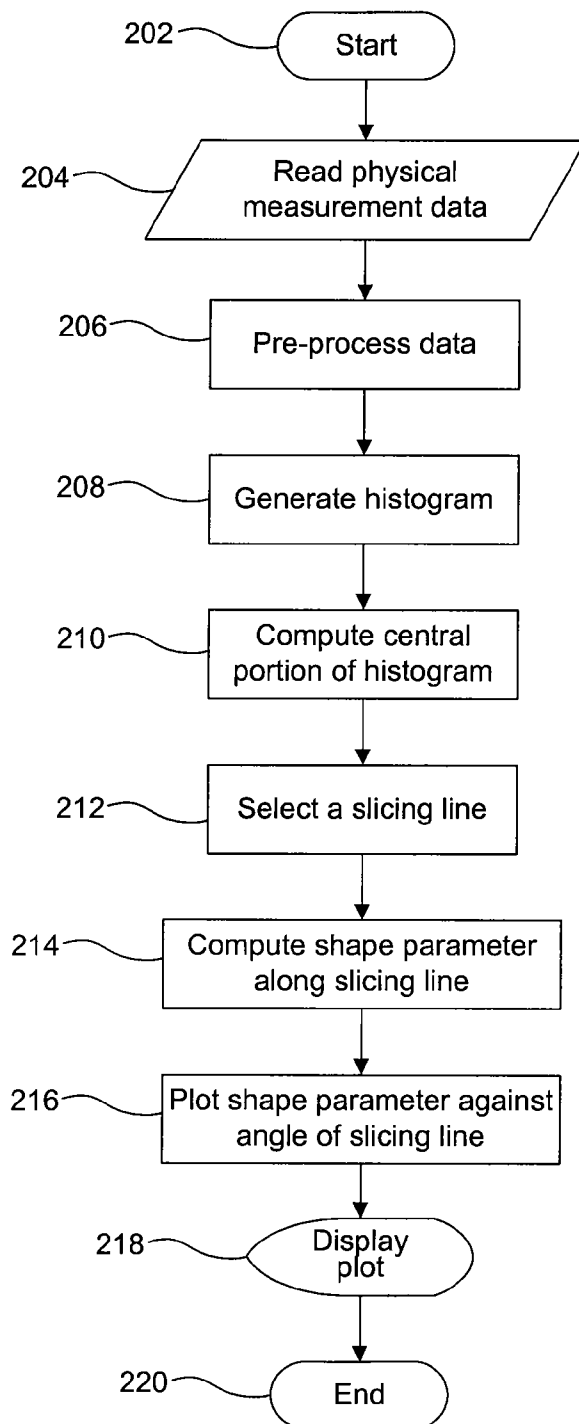 202
Start
204
Read physical
measurement data
206
Pre-process data
208
Generate histogram
210
Compute central
portion of histogram
212
Select a slicing line
214
Compute shape parameter
along slicing line
216
Plot shape parameter against
angle of slicing line
218
Display
plot
220
End